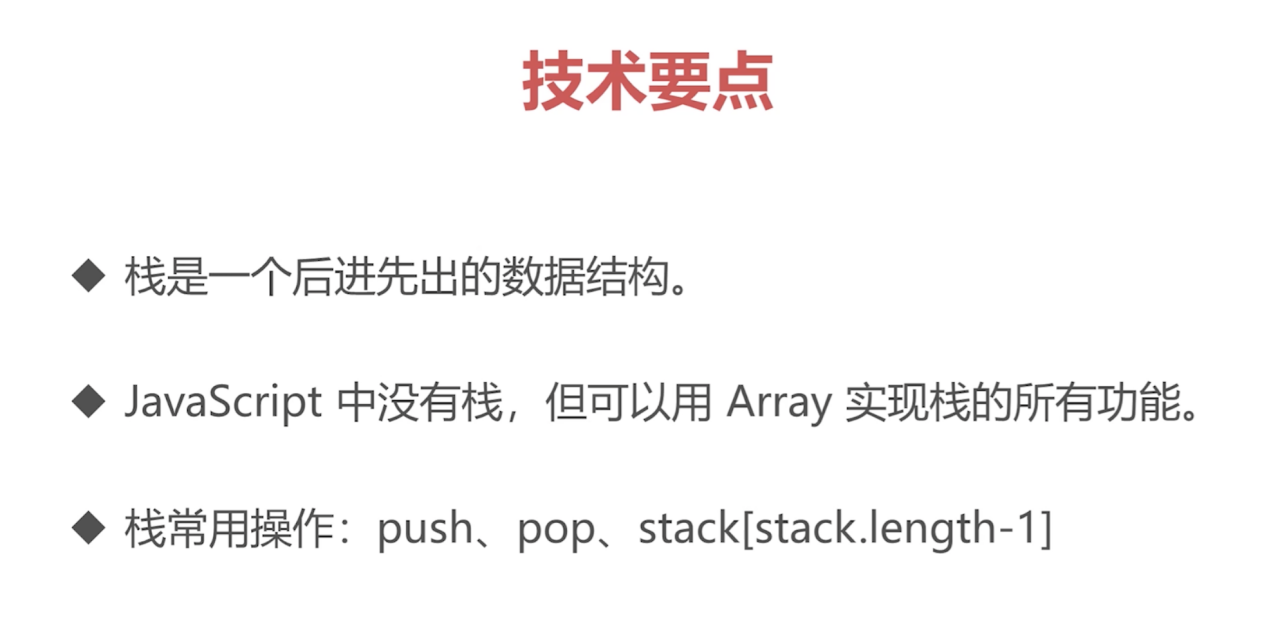 技术要点
◆ 栈是一个后进先出的数据结构。
◆ JavaScript 中没有栈，但可以用 Array 实现栈的所有功能。
◆ 栈常用操作：push、pop、stack[stack.length-1]